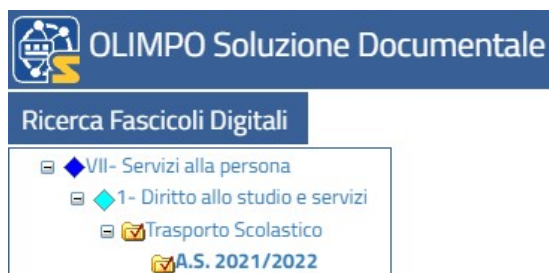 OLIMPO Soluzione Documentale
Ricerca Fascicoli Digitali
VII- Servizi alla persona
1- Diritto allo studio e servizi
Trasporto Scolastico
A.S. 2021/2022